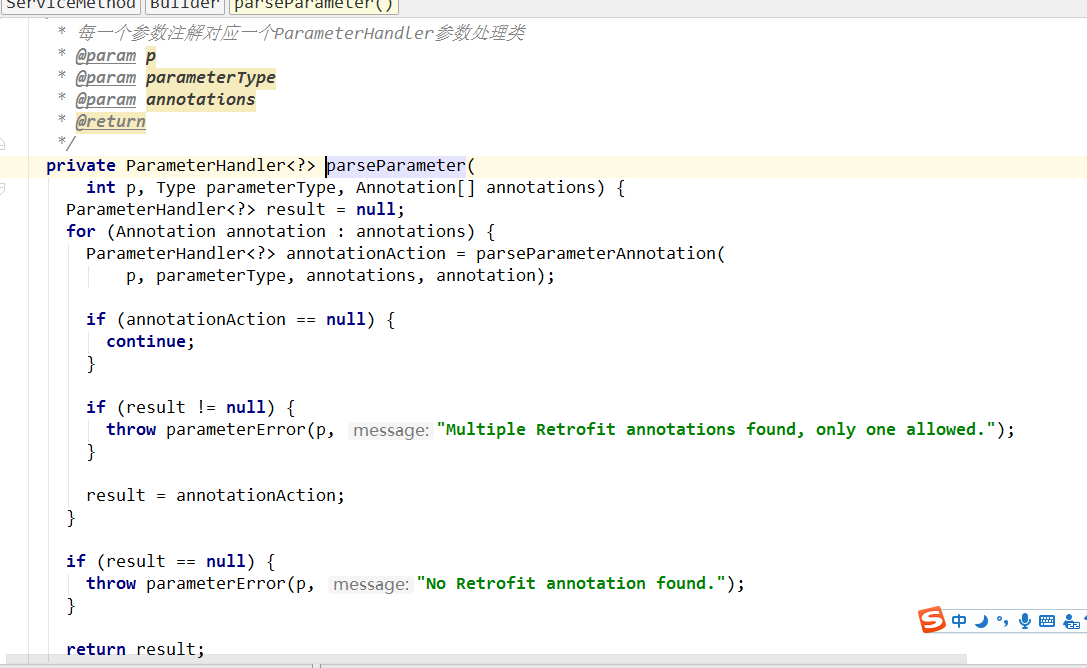 ServiceMethod Builder parseParameter()
* 每一个参数注解对应一个ParameterHandler参数处理类
* @param p
* @param parameterType
* @param annotations
* @return
*/
private ParameterHandler<?> parseParameter(
int p, Type parameterType, Annotation[] annotations) {
ParameterHandler<?> result = null;
for (Annotation annotation : annotations) {
ParameterHandler<?> annotationAction = parseParameterAnnotation(
p, parameterType, annotations, annotation);
if (annotationAction == null) {
continue;
}
if (result != null) {
throw parameterError(p, message: "Multiple Retrofit annotations found, only one allowed.");
}
result = annotationAction;
}
if (result == null) {
throw parameterError(p, message: "No Retrofit annotation found.");
}
return result;
S 中